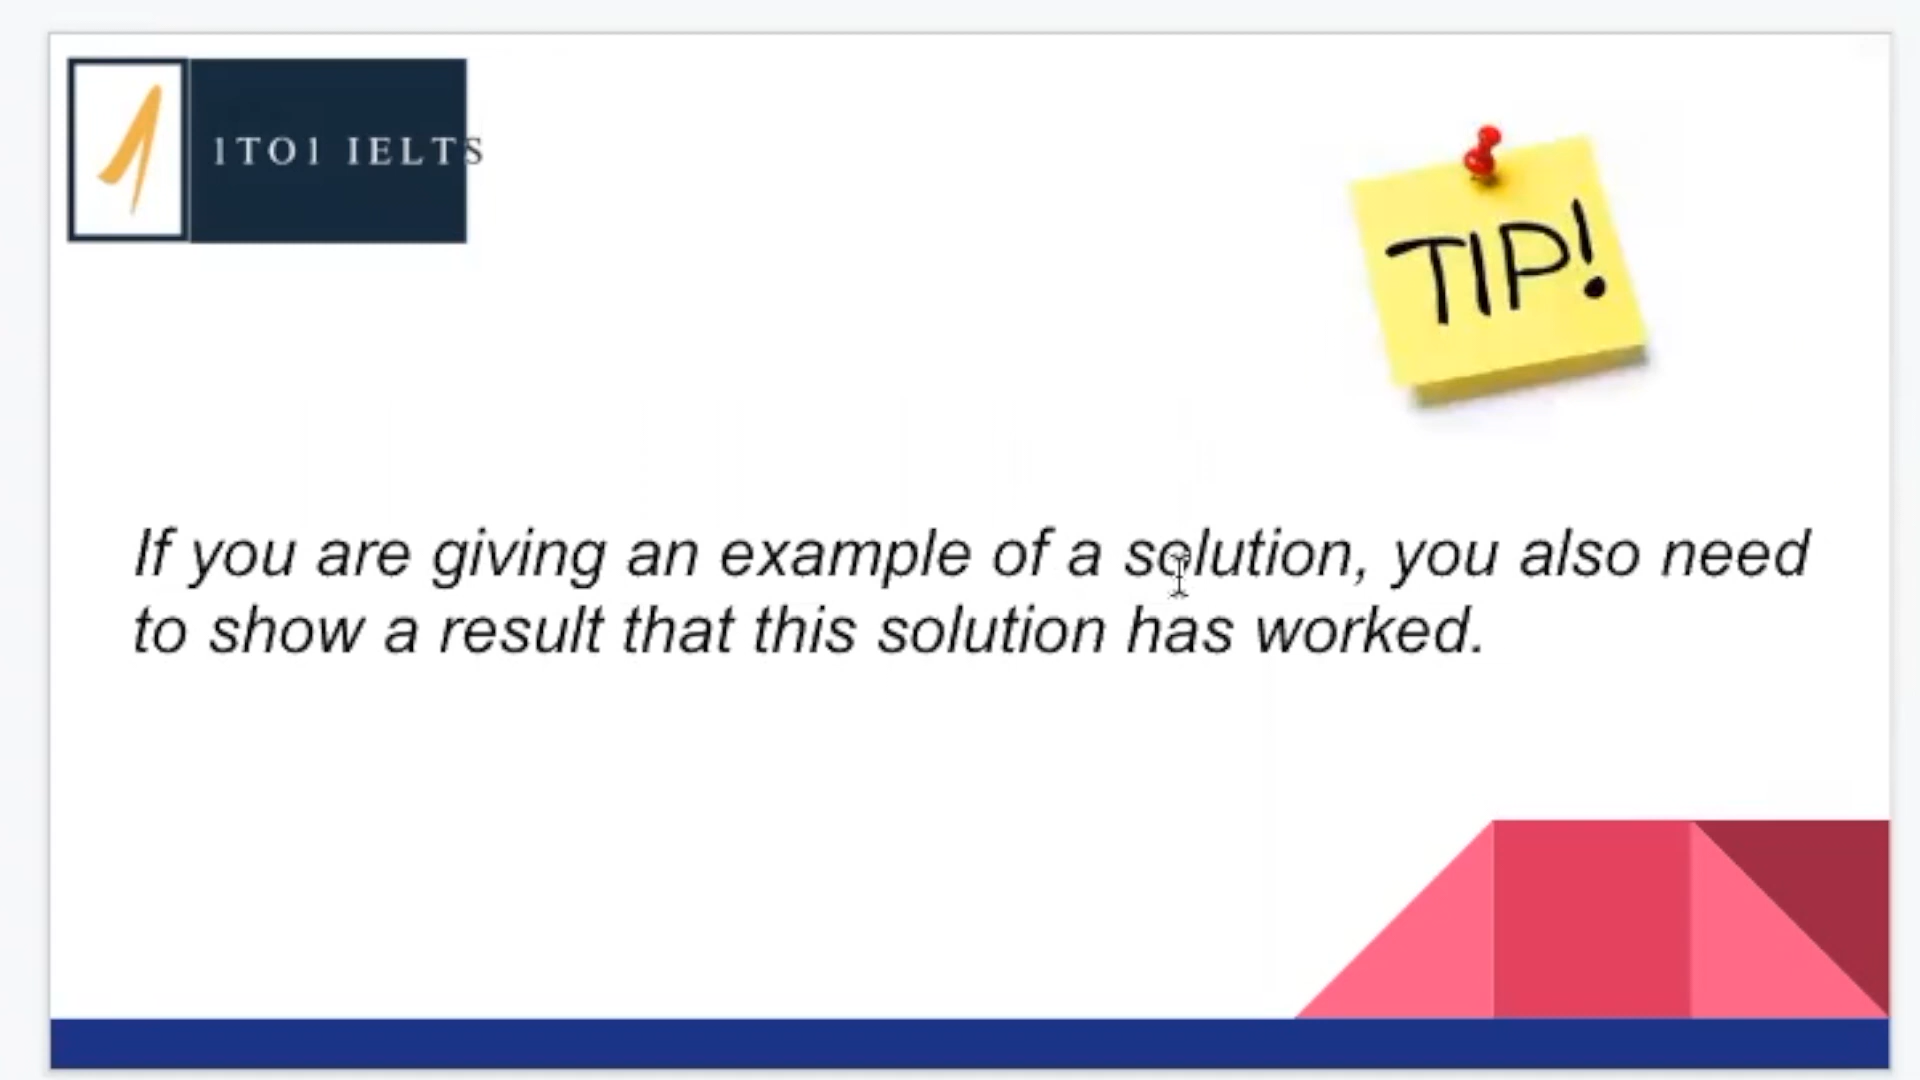 1TO1 IELTS
TIP!
If you are giving an example of a solution, you also need
to show a result that this solution has worked.